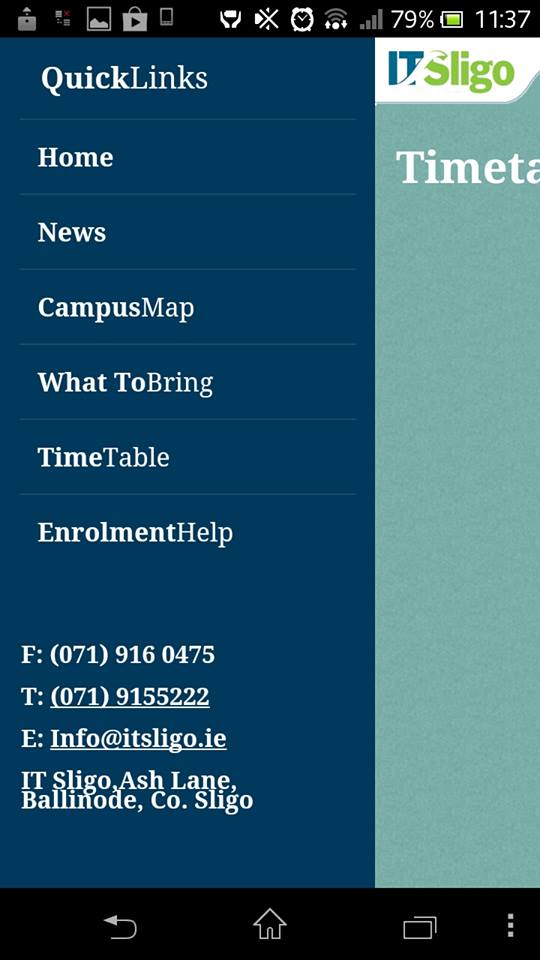 79% 11:37
QuickLinks
IT Sligo
Timeta
Home
News
CampusMap
What ToBring
TimeTable
EnrolmentHelp
F: (071) 916 0475
T: (071) 9155222
E: Info@itsligo.ie
IT Sligo,Ash Lane,
Ballinode, Co. Sligo